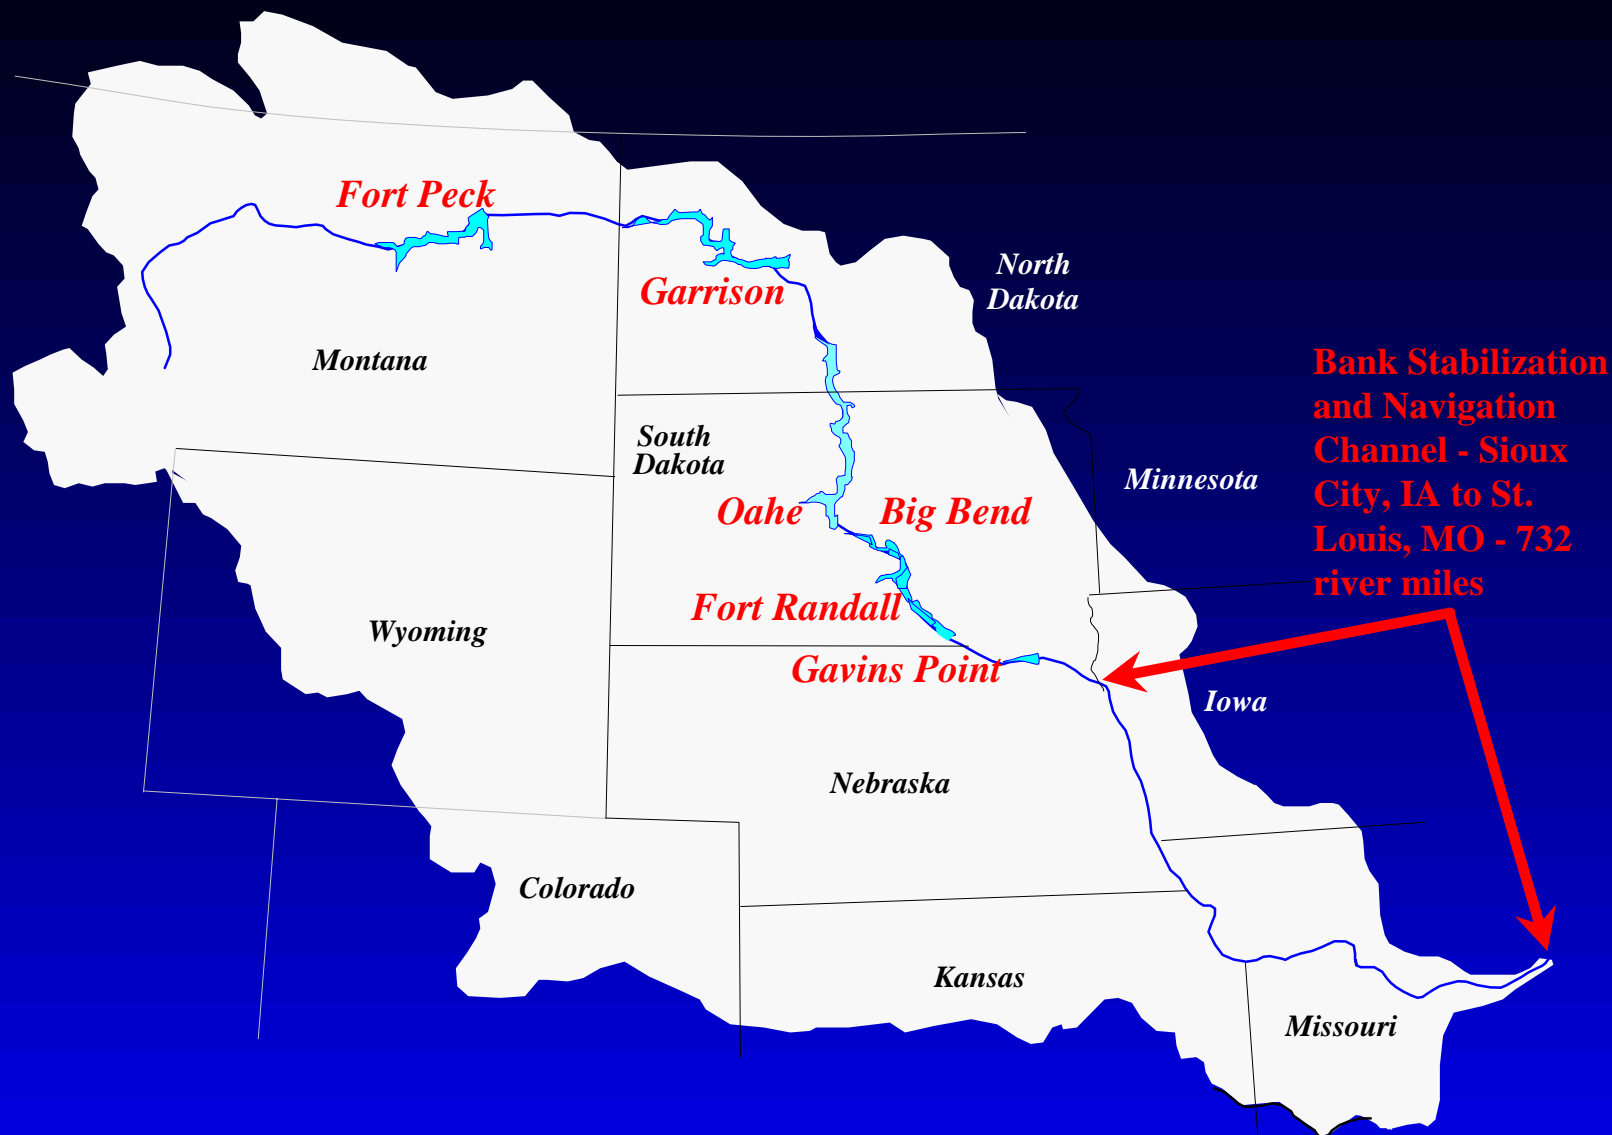 Fort Peck
Garrison
North
Dakota
Montana
Bank Stabilization
and Navigation
Channel - Sioux
City, IA to St.
Louis, MO - 732
river miles
South
Dakota
Minnesota
Oahe
Big Bend
Fort Randall
Wyoming
Gavins Point
Iowa
Nebraska
Colorado
Kansas
Missouri